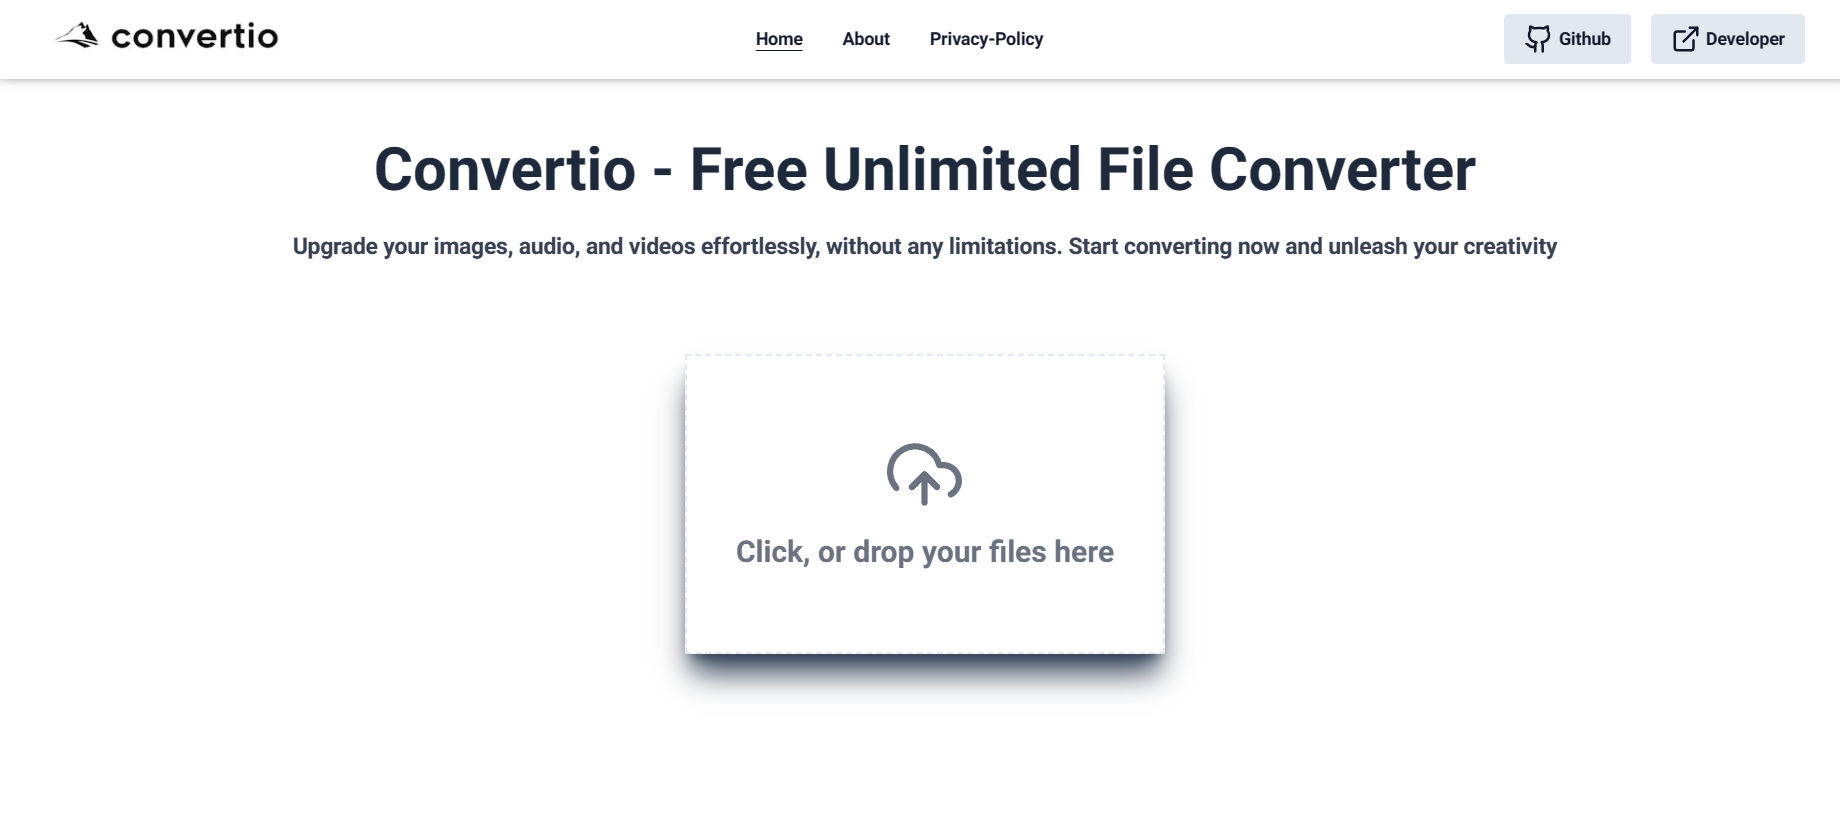 convertio
Home
About
Privacy-Policy
Github
Developer
Convertio - Free Unlimited File Converter
Upgrade your images, audio, and videos effortlessly, without any limitations. Start converting now and unleash your creativity
Click, or drop your files here